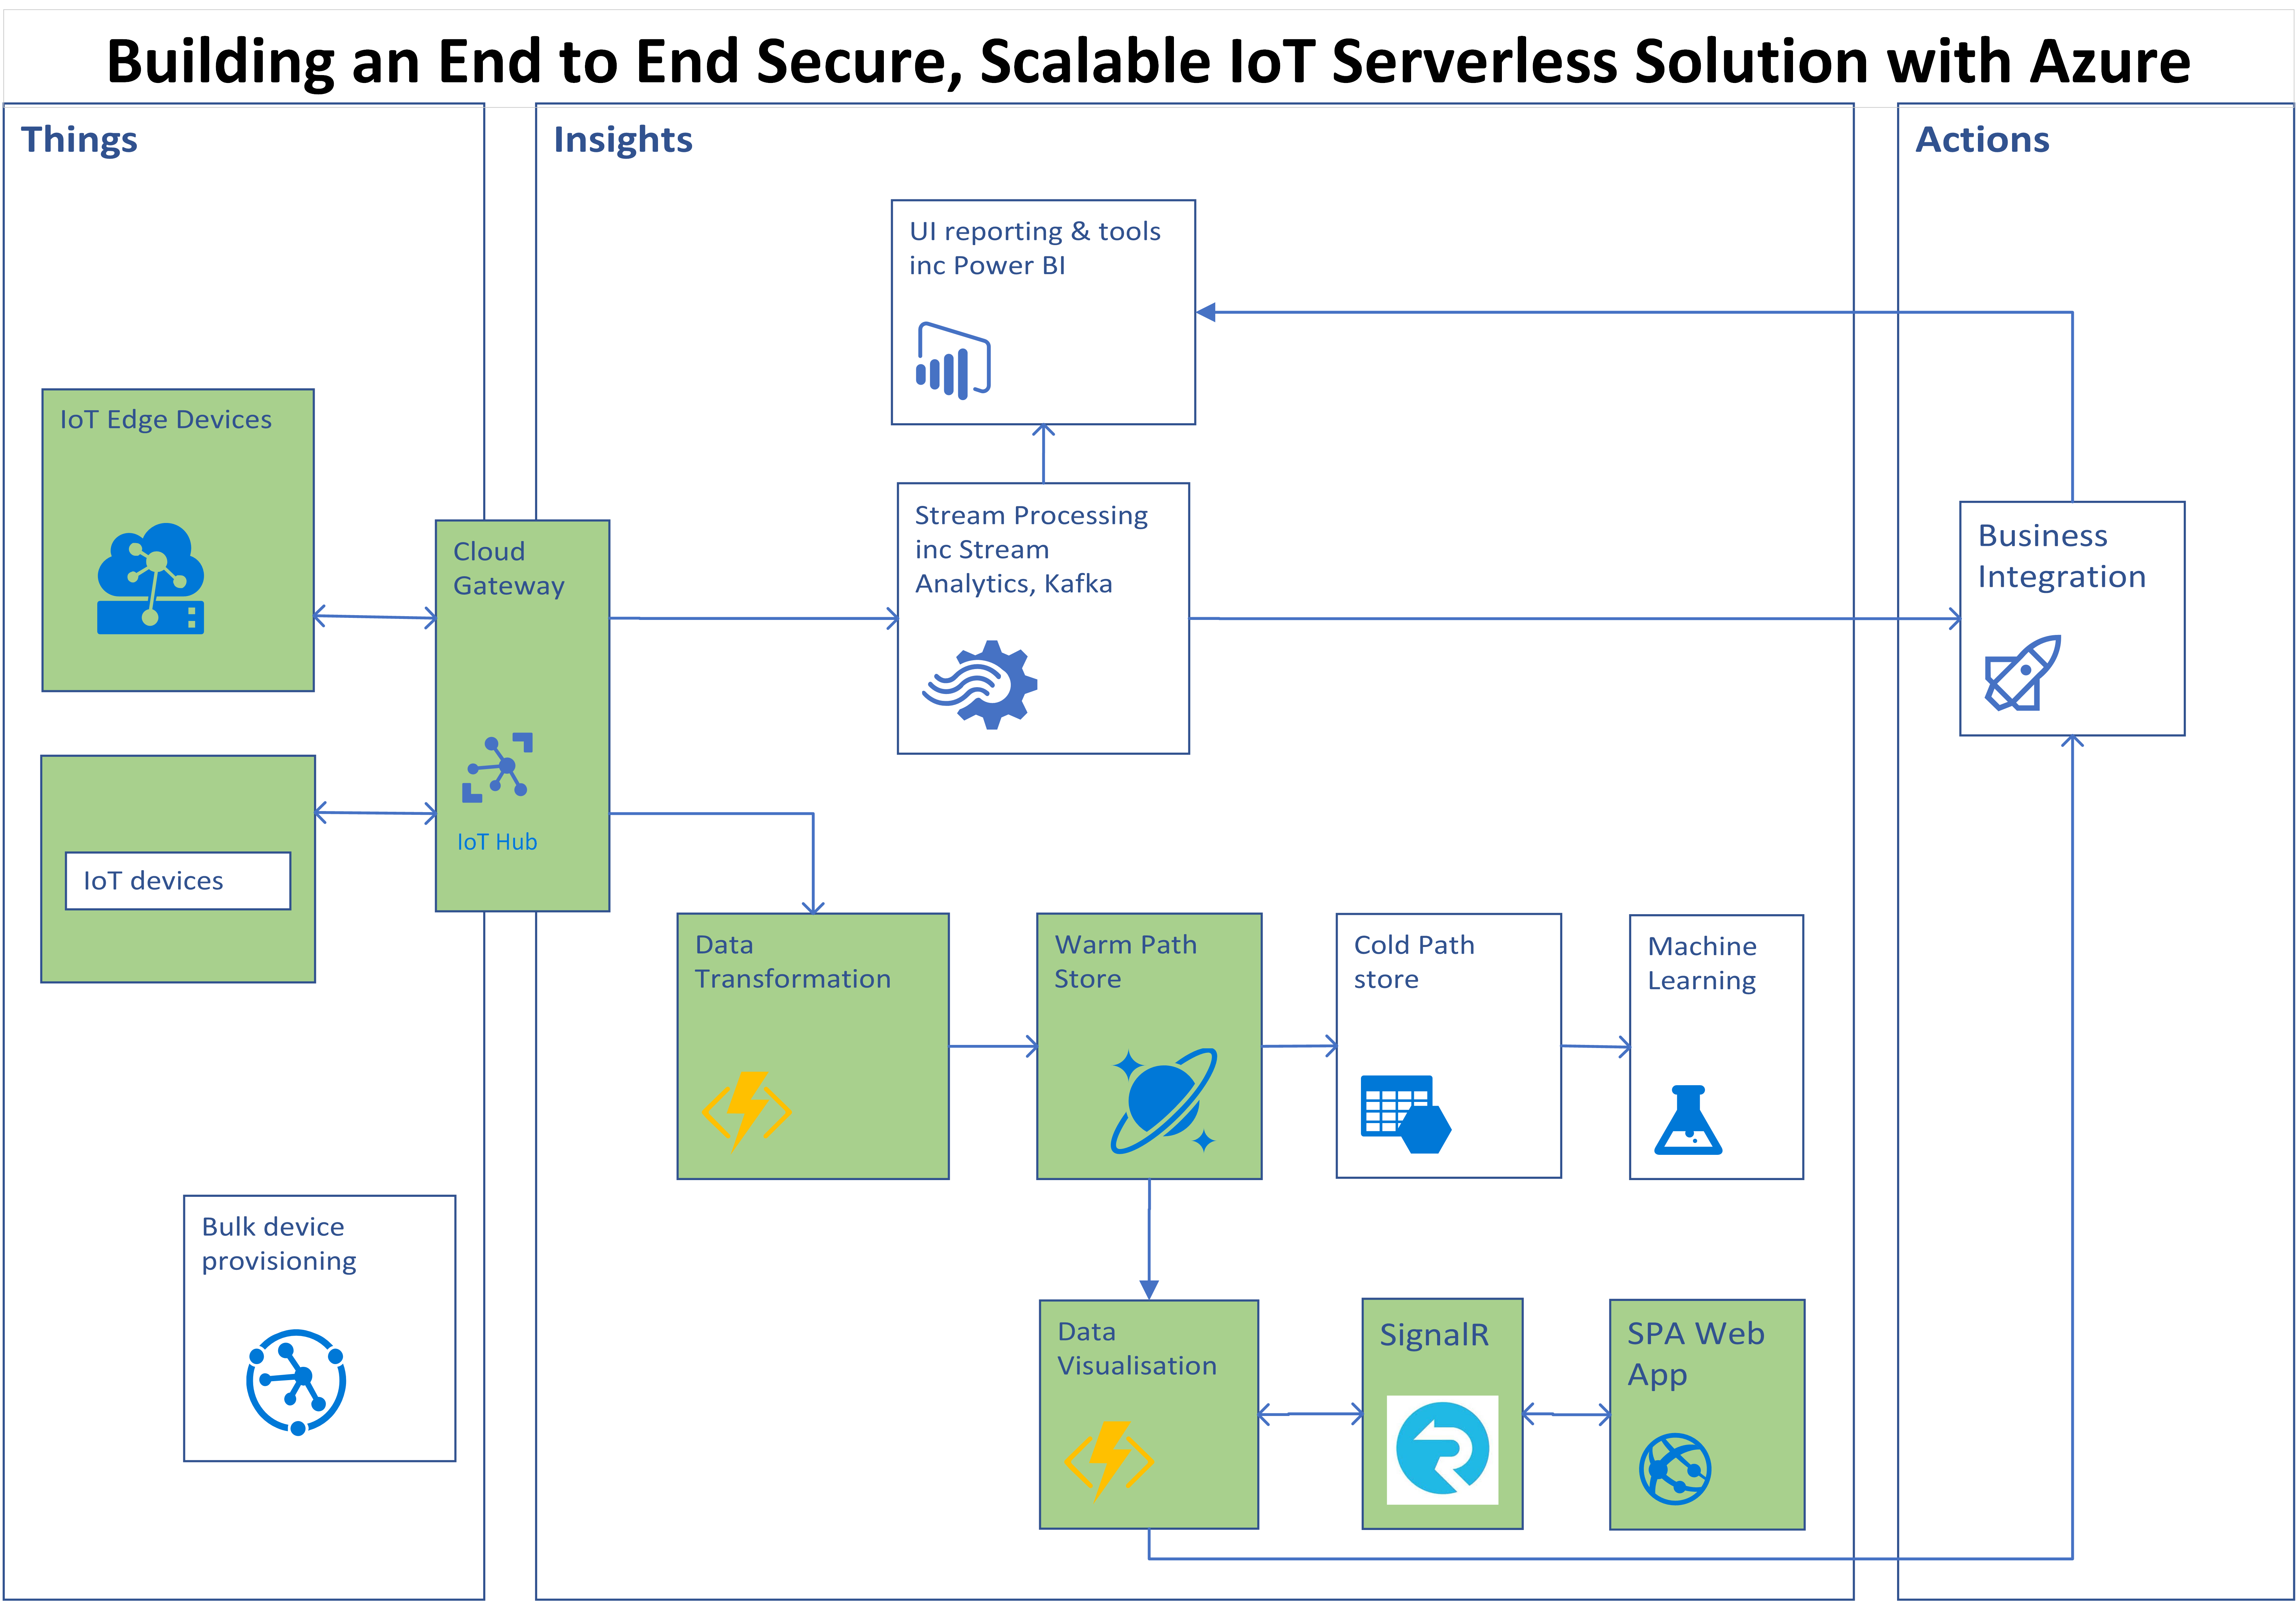 Building an End to End Secure, Scalable IoT Serverless Solution with Azure
Things
Insights
Actions
UI reporting & tools
inc Power BI
IoT Edge Devices
Cloud
Gateway
IoT Hub
Stream Processing
inc Stream
Analytics, Kafka
Business
Integration
IoT devices
Data
Transformation
Warm Path
Store
Cold Path
store
Machine
Learning
Bulk device
provisioning
Data
Visualisation
SignalR
SPA Web
App